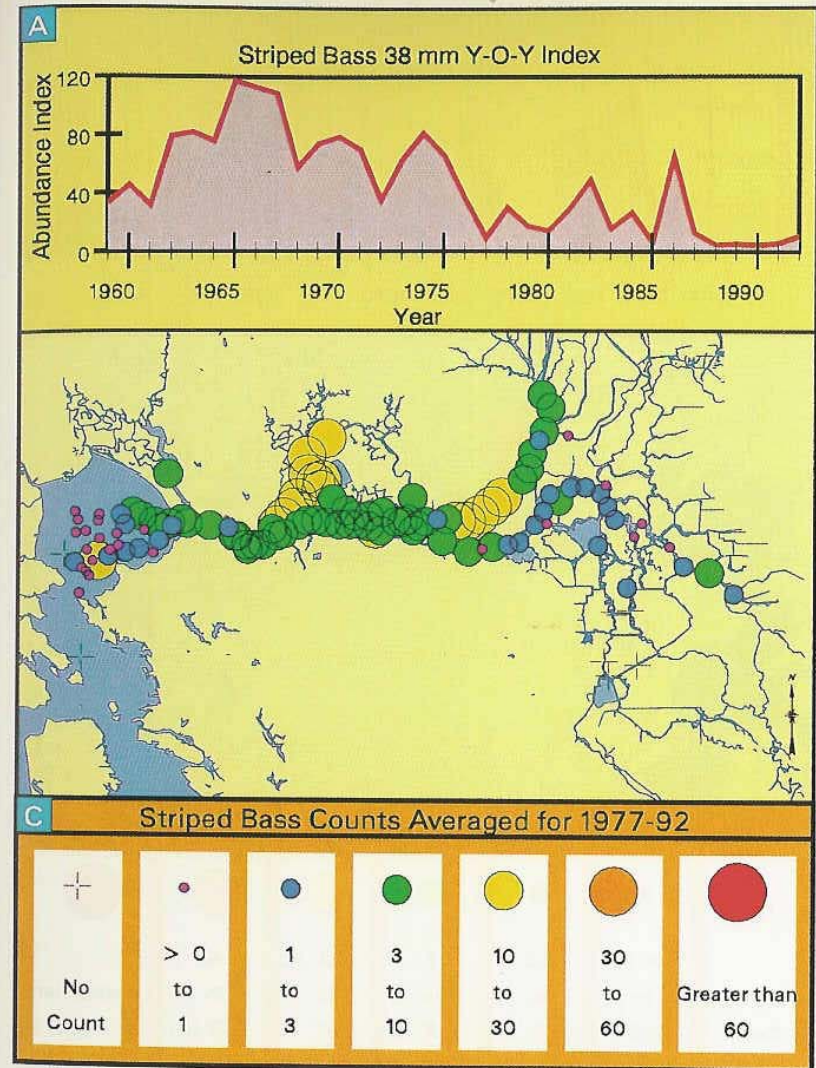 A
Striped Bass 38 mm Y-O-Y Index
Abundance Index
120
80
40
0
1960 1965 1970 1975 1980 1985 1990
Year
N
C
Striped Bass Counts Averaged for 1977-92
No
Count
> 0
to
1
1
to
3
3
to
10
10
to
30
30
to
60
Greater than
60